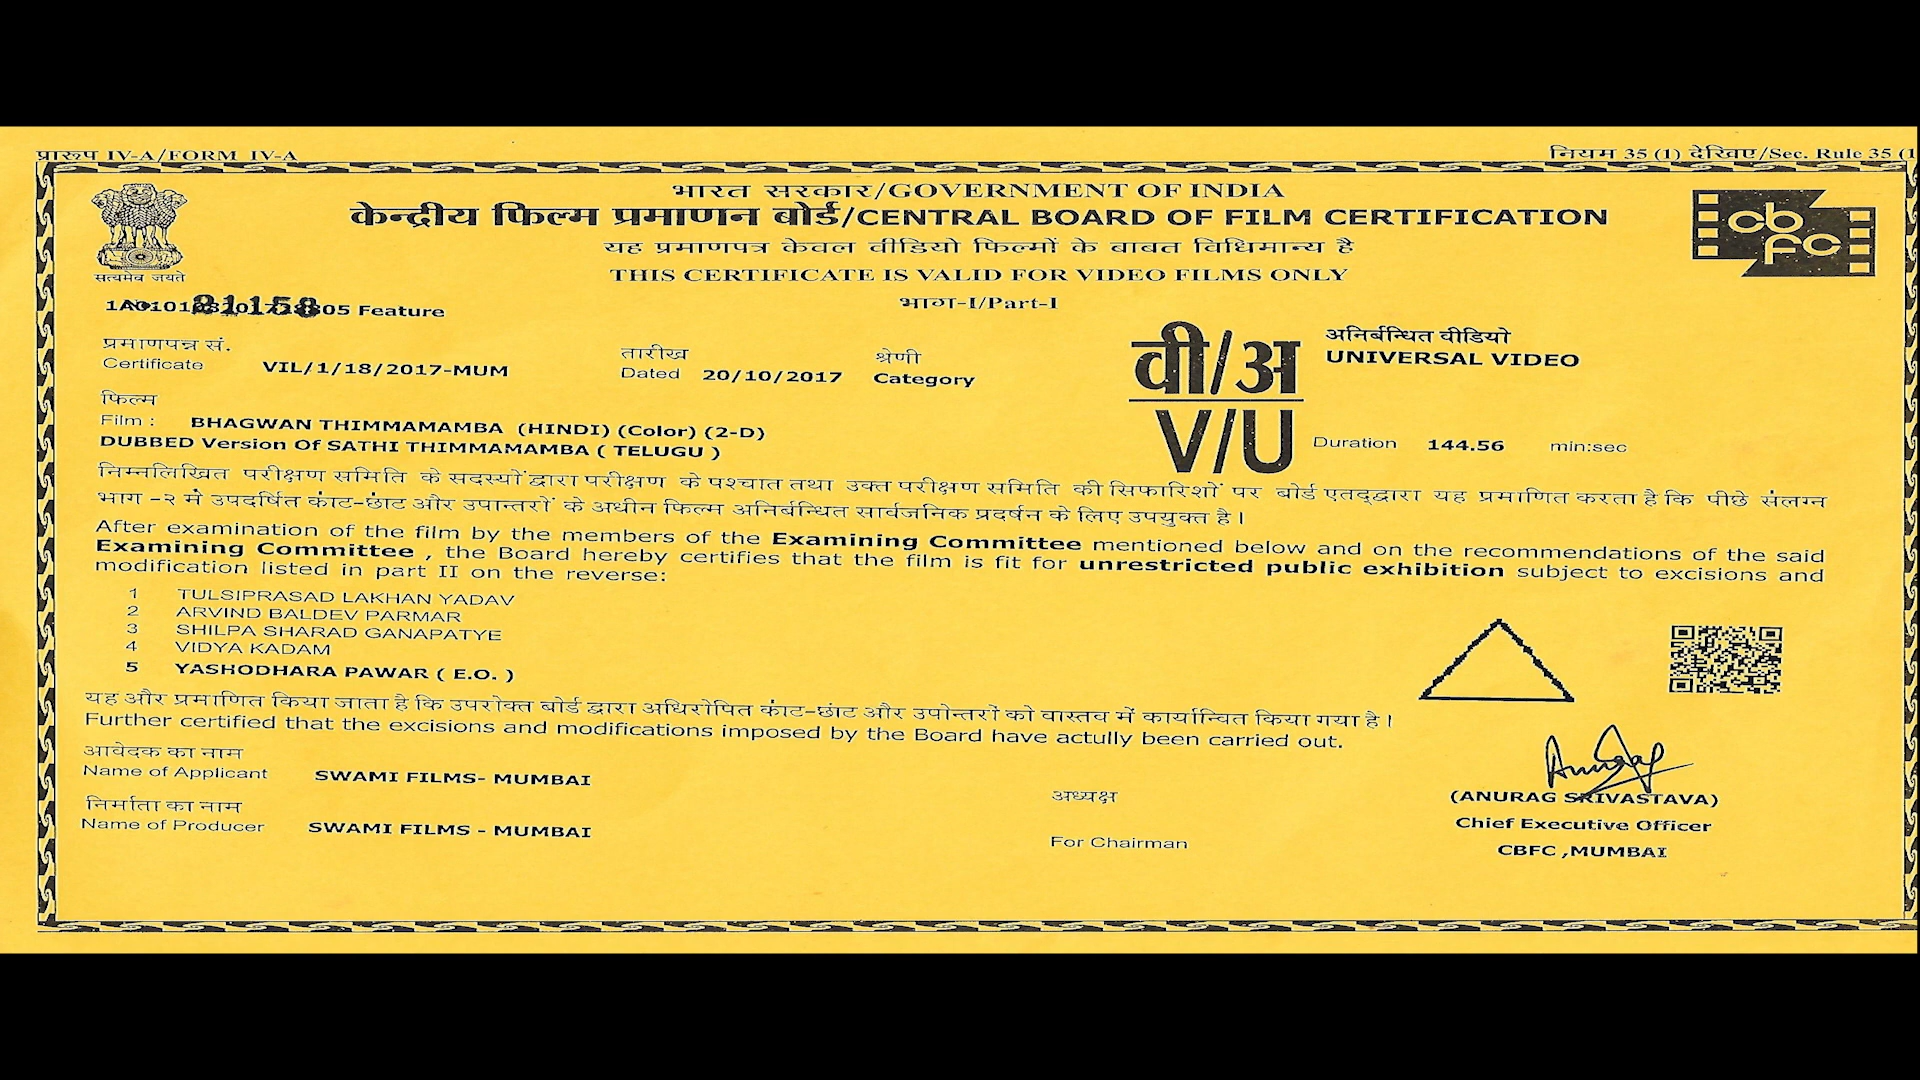 प्रारूप IV-A/FORM IV-A
नियम 35 (1) देखिए/Sec. Rule 35 (1
भारत सरकार/GOVERNMENT OF INDIA
केन्द्रीय फिल्म प्रमाणन बोर्ड/CENTRAL BOARD OF FILM CERTIFICATION
cb
fc
यह प्रमाणपत्र केवल वीडियो फिल्मों के बाबत विधिमान्य है
सत्यमेव जयते
THIS CERTIFICATE IS VALID FOR VIDEO FILMS ONLY
Feature
भाग-I/Part-I
प्रमाणपत्र सं.
Certificate VIL/1/18/2017-MUM
तारीख
Dated 20/10/2017
श्रेणी
Category
वी/अ
V/U
अनिर्बन्धित वीडियो
UNIVERSAL VIDEO
फिल्म
Film : BHAGWAN THIMMAMAMBA (HINDI) (Color) (2-D)
DUBBED Version Of SATHI THIMMAMAMBA ( TELUGU )
Duration 144.56 min:sec
निम्नलिखित परीक्षण समिति के सदस्यों द्वारा परीक्षण के पश्चात तथा उक्त परीक्षण समिति की सिफारिशों पर बोर्ड एतद्द्वारा यह प्रमाणित करता है कि पीछे संलग्न
भाग -२ में उपदर्षित कांट-छांट और उपान्तरों के अधीन फिल्म अनिर्बन्धित सार्वजनिक प्रदर्षन के लिए उपयुक्त है।
After examination of the film by the members of the Examining Committee mentioned below and on the recommendations of the said
Examining Committee , the Board hereby certifies that the film is fit for unrestricted public exhibition subject to excisions and
modification listed in part II on the reverse:
1 TULSIPRASAD LAKHAN YADAV
2 ARVIND BALDEV PARMAR
3 SHILPA SHARAD GANAPATYE
4 VIDYA KADAM
5 YASHODHARA PAWAR ( E.O. )
यह और प्रमाणित किया जाता है कि उपरोक्त बोर्ड द्वारा अधिरोपित कांट-छांट और उपोन्तरों को वास्तव में कार्यान्वित किया गया है।
Further certified that the excisions and modifications imposed by the Board have actully been carried out.
आवेदक का नाम
Name of Applicant SWAMI FILMS- MUMBAI
निर्माता का नाम
Name of Producer SWAMI FILMS - MUMBAI
अध्यक्ष
For Chairman
(ANURAG SRIVASTAVA)
Chief Executive Officer
CBFC ,MUMBAI